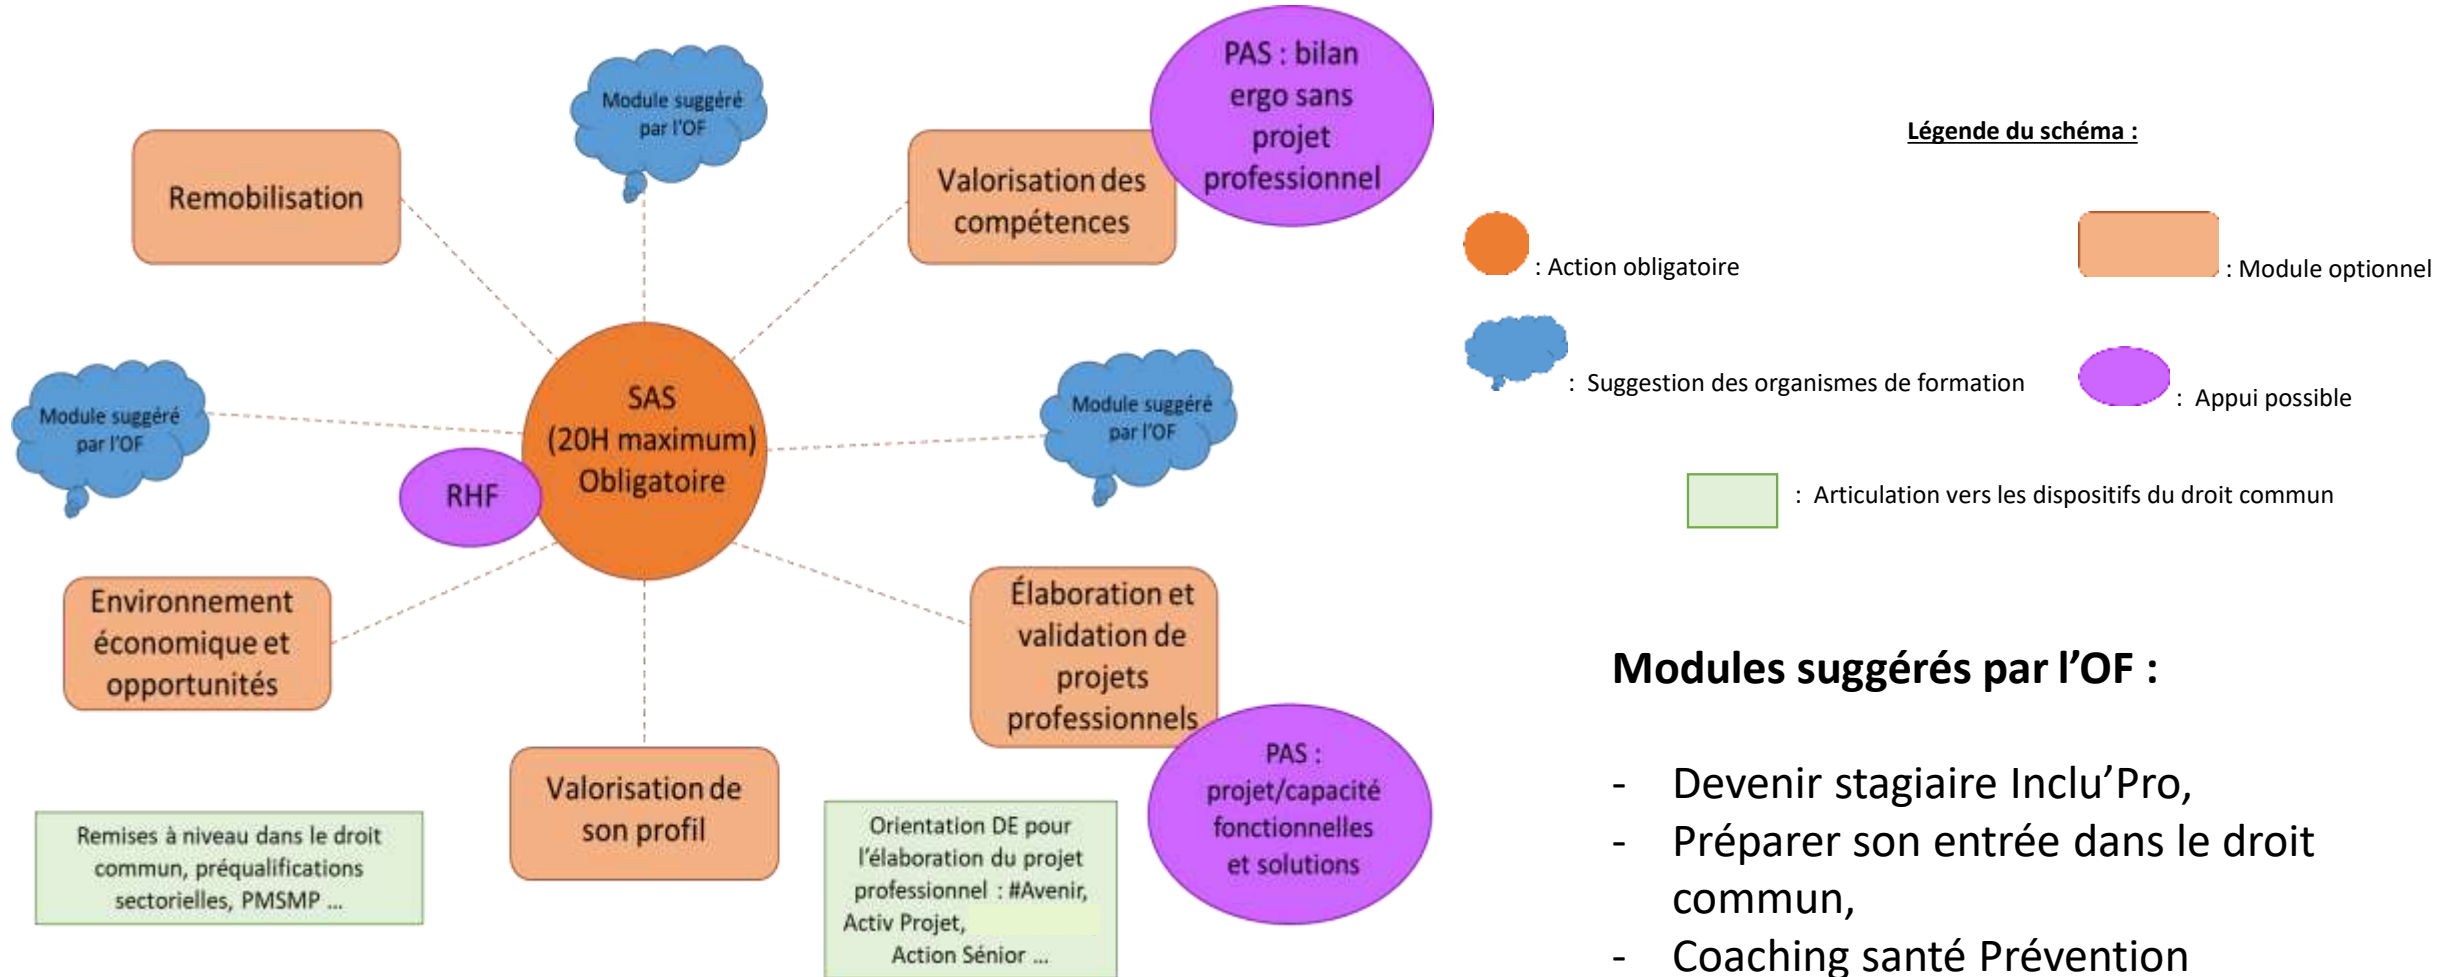 PAS : bilan
ergo sans
projet
professionnel
Module suggéré
par l'OF
Remobilisation
Valorisation des
compétences
Module suggéré
par l'OF
SAS
(20H maximum)
Obligatoire
Module suggéré
par l'OF
RHF
Environnement
économique et
opportunités
Élaboration et
validation de
projets
professionnels
Valorisation de
son profil
PAS :
projet/capacité
fonctionnelles
et solutions
Remises à niveau dans le droit
commun, préqualifications
sectorielles, PMSMP ...
Orientation DE pour
l'élaboration du projet
professionnel : #Avenir,
Activ Projet,
Action Sénior ...
Légende du schéma :
: Action obligatoire
: Module optionnel
: Suggestion des organismes de formation
: Appui possible
: Articulation vers les dispositifs du droit commun
Modules suggérés par l’OF :
- Devenir stagiaire Inclu’Pro,
- Préparer son entrée dans le droit
commun,
- Coaching santé Prévention